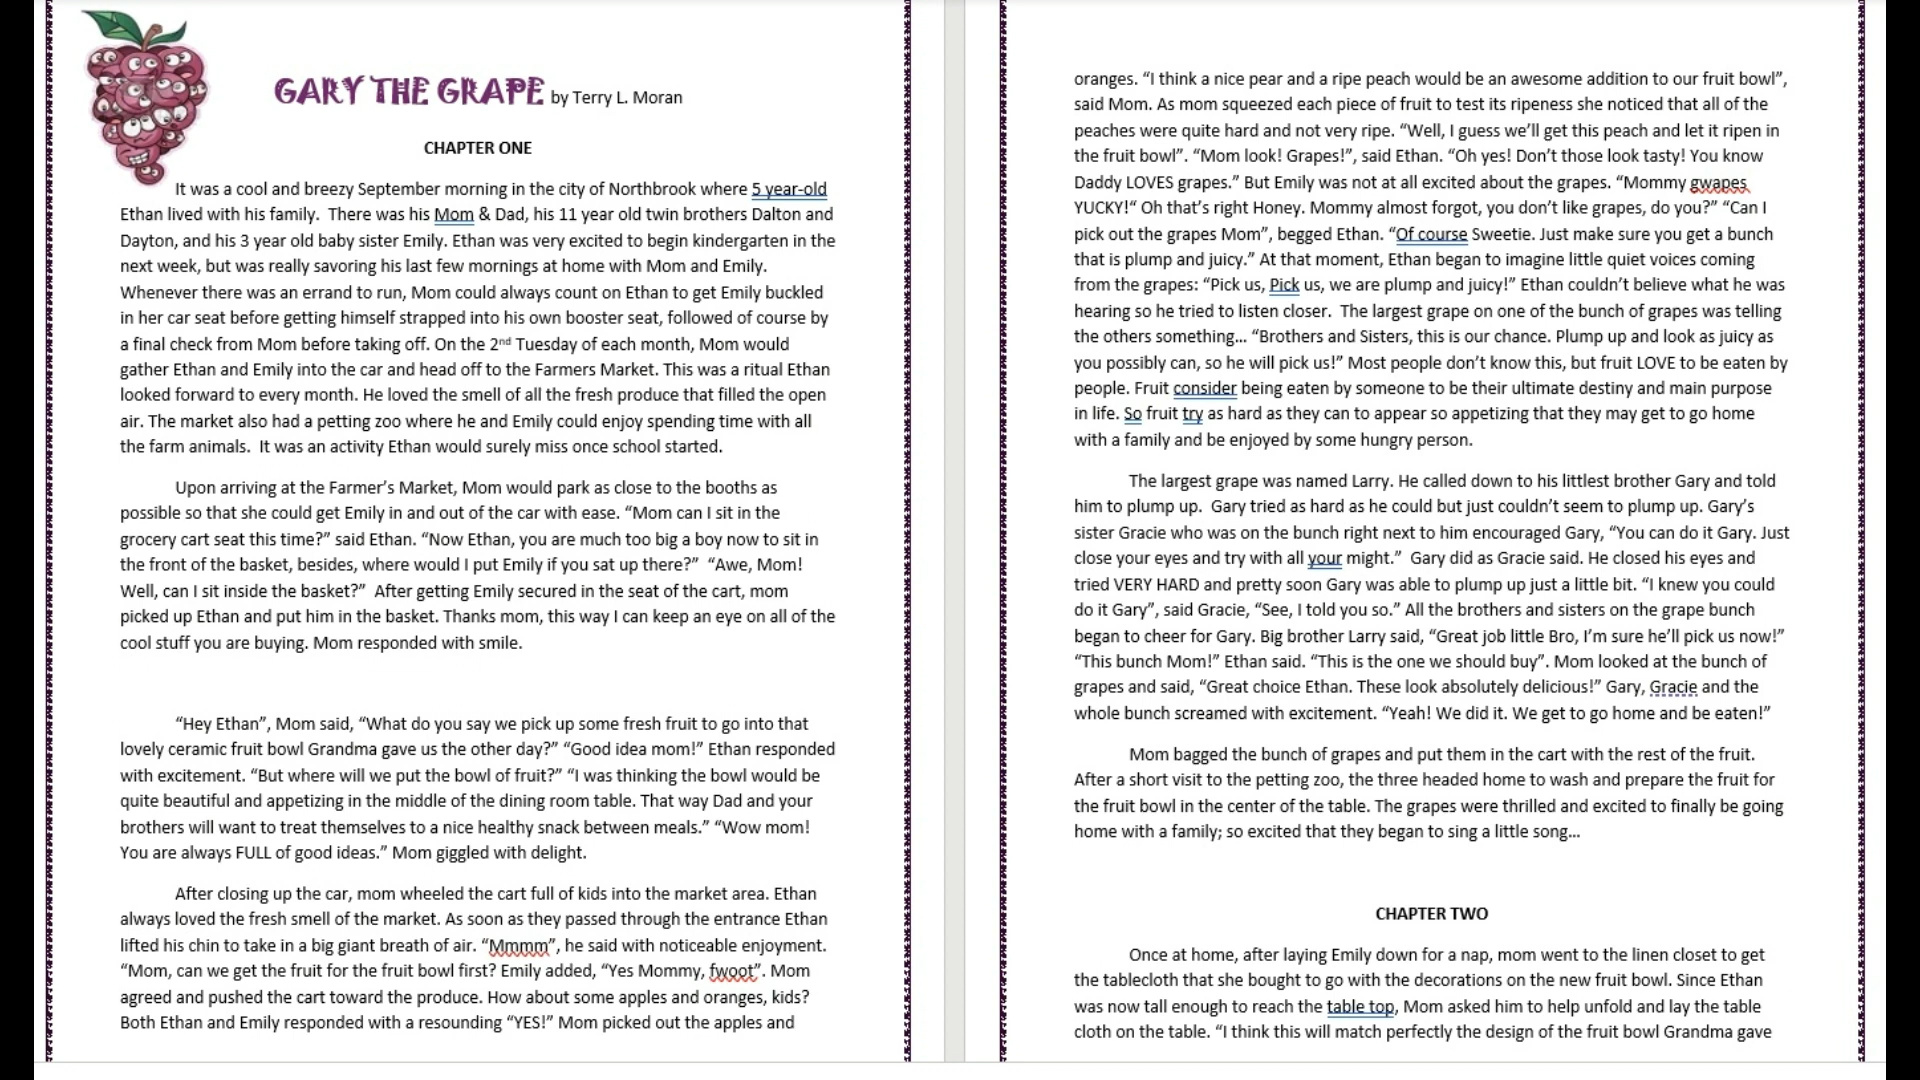 GARY THE GRAPE by Terry L. Moran
CHAPTER ONE
It was a cool and breezy September morning in the city of Northbrook where 5 year-old
Ethan lived with his family.  There was his Mom & Dad, his 11 year old twin brothers Dalton and
Dayton, and his 3 year old baby sister Emily. Ethan was very excited to begin kindergarten in the
next week, but was really savoring his last few mornings at home with Mom and Emily.
Whenever there was an errand to run, Mom could always count on Ethan to get Emily buckled
in her car seat before getting himself strapped into his own booster seat, followed of course by
a final check from Mom before taking off. On the 2nd Tuesday of each month, Mom would
gather Ethan and Emily into the car and head off to the Farmers Market. This was a ritual Ethan
looked forward to every month. He loved the smell of all the fresh produce that filled the open
air. The market also had a petting zoo where he and Emily could enjoy spending time with all
the farm animals.  It was an activity Ethan would surely miss once school started.
Upon arriving at the Farmer’s Market, Mom would park as close to the booths as
possible so that she could get Emily in and out of the car with ease. “Mom can I sit in the
grocery cart seat this time?” said Ethan. “Now Ethan, you are much too big a boy now to sit in
the front of the basket, besides, where would I put Emily if you sat up there?”  “Awe, Mom!
Well, can I sit inside the basket?”  After getting Emily secured in the seat of the cart, mom
picked up Ethan and put him in the basket. Thanks mom, this way I can keep an eye on all of the
cool stuff you are buying. Mom responded with smile.
“Hey Ethan”, Mom said, “What do you say we pick up some fresh fruit to go into that
lovely ceramic fruit bowl Grandma gave us the other day?” “Good idea mom!” Ethan responded
with excitement. “But where will we put the bowl of fruit?” “I was thinking the bowl would be
quite beautiful and appetizing in the middle of the dining room table. That way Dad and your
brothers will want to treat themselves to a nice healthy snack between meals.” “Wow mom!
You are always FULL of good ideas.” Mom giggled with delight.
After closing up the car, mom wheeled the cart full of kids into the market area. Ethan
always loved the fresh smell of the market. As soon as they passed through the entrance Ethan
lifted his chin to take in a big giant breath of air. “Mmmm”, he said with noticeable enjoyment.
“Mom, can we get the fruit for the fruit bowl first? Emily added, “Yes Mommy, fwoot”. Mom
agreed and pushed the cart toward the produce. How about some apples and oranges, kids?
Both Ethan and Emily responded with a resounding “YES!” Mom picked out the apples and
oranges. “I think a nice pear and a ripe peach would be an awesome addition to our fruit bowl”,
said Mom. As mom squeezed each piece of fruit to test its ripeness she noticed that all of the
peaches were quite hard and not very ripe. “Well, I guess we’ll get this peach and let it ripen in
the fruit bowl”. “Mom look! Grapes!”, said Ethan. “Oh yes! Don’t those look tasty! You know
Daddy LOVES grapes.” But Emily was not at all excited about the grapes. “Mommy gwapes
YUCKY!“ Oh that’s right Honey. Mommy almost forgot, you don’t like grapes, do you?” “Can I
pick out the grapes Mom”, begged Ethan. “Of course Sweetie. Just make sure you get a bunch
that is plump and juicy.” At that moment, Ethan began to imagine little quiet voices coming
from the grapes: “Pick us, Pick us, we are plump and juicy!” Ethan couldn’t believe what he was
hearing so he tried to listen closer.  The largest grape on one of the bunch of grapes was telling
the others something… “Brothers and Sisters, this is our chance. Plump up and look as juicy as
you possibly can, so he will pick us!” Most people don’t know this, but fruit LOVE to be eaten by
people. Fruit consider being eaten by someone to be their ultimate destiny and main purpose
in life. So fruit try as hard as they can to appear so appetizing that they may get to go home
with a family and be enjoyed by some hungry person.
The largest grape was named Larry. He called down to his littlest brother Gary and told
him to plump up.  Gary tried as hard as he could but just couldn’t seem to plump up. Gary’s
sister Gracie who was on the bunch right next to him encouraged Gary, “You can do it Gary. Just
close your eyes and try with all your might.”  Gary did as Gracie said. He closed his eyes and
tried VERY HARD and pretty soon Gary was able to plump up just a little bit. “I knew you could
do it Gary”, said Gracie, “See, I told you so.” All the brothers and sisters on the grape bunch
began to cheer for Gary. Big brother Larry said, “Great job little Bro, I’m sure he’ll pick us now!”
“This bunch Mom!” Ethan said. “This is the one we should buy”. Mom looked at the bunch of
grapes and said, “Great choice Ethan. These look absolutely delicious!” Gary, Gracie and the
whole bunch screamed with excitement. “Yeah! We did it. We get to go home and be eaten!”
Mom bagged the bunch of grapes and put them in the cart with the rest of the fruit.
After a short visit to the petting zoo, the three headed home to wash and prepare the fruit for
the fruit bowl in the center of the table. The grapes were thrilled and excited to finally be going
home with a family; so excited that they began to sing a little song…
CHAPTER TWO
Once at home, after laying Emily down for a nap, mom went to the linen closet to get
the tablecloth that she bought to go with the decorations on the new fruit bowl. Since Ethan
was now tall enough to reach the table top, Mom asked him to help unfold and lay the table
cloth on the table. “I think this will match perfectly the design of the fruit bowl Grandma gave